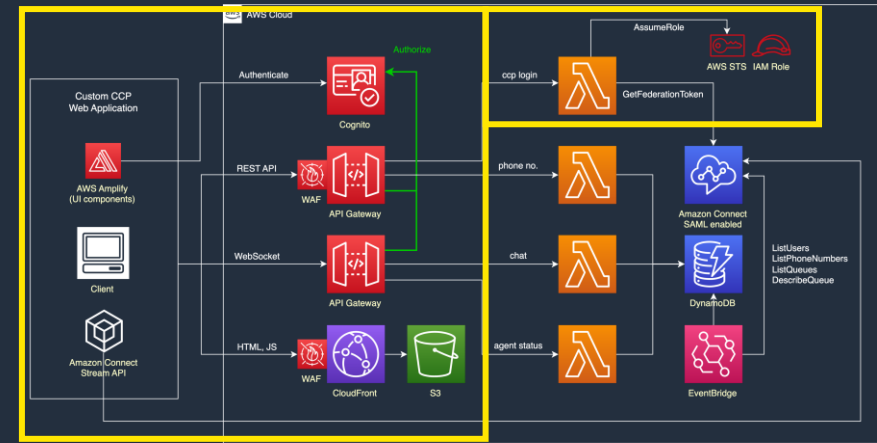 aws
AWS Cloud
AssumeRole
AWS STS
IAM Role
Authorize
Custom CCP
Web Application
Authenticate
ccp login
GetFederationToken
Cognito
AWS Amplify
(UI components)
REST API
WAF
API Gateway
phone no.
Amazon Connect
SAML enabled
Client
WebSocket
API Gateway
chat
DynamoDB
ListUsers
ListPhoneNumbers
ListQueues
DescribeQueue
Amazon Connect
Stream API
HTML, JS
WAF
CloudFront
S3
agent status
EventBridge